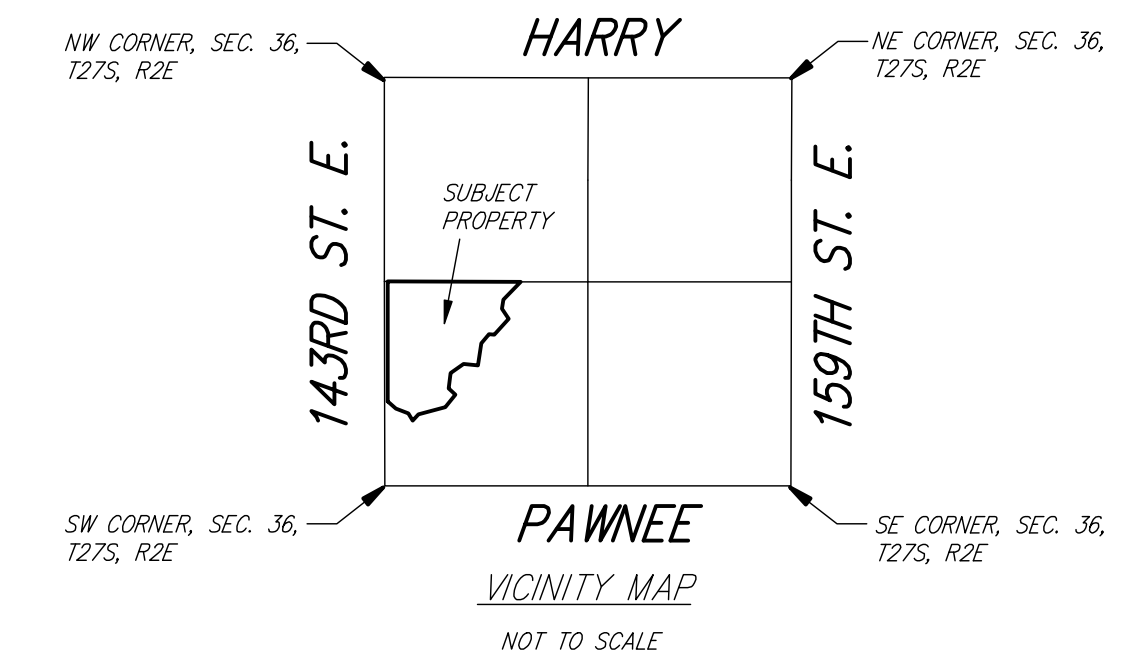 HARRY
NW CORNER, SEC. 36,
T27S, R2E
NE CORNER, SEC. 36,
T27S, R2E
143RD ST. E.
SUBJECT
PROPERTY
159TH ST. E.
SW CORNER, SEC. 36,
T27S, R2E
PAWNEE
SE CORNER, SEC. 36,
T27S, R2E
VICINITY MAP
NOT TO SCALE